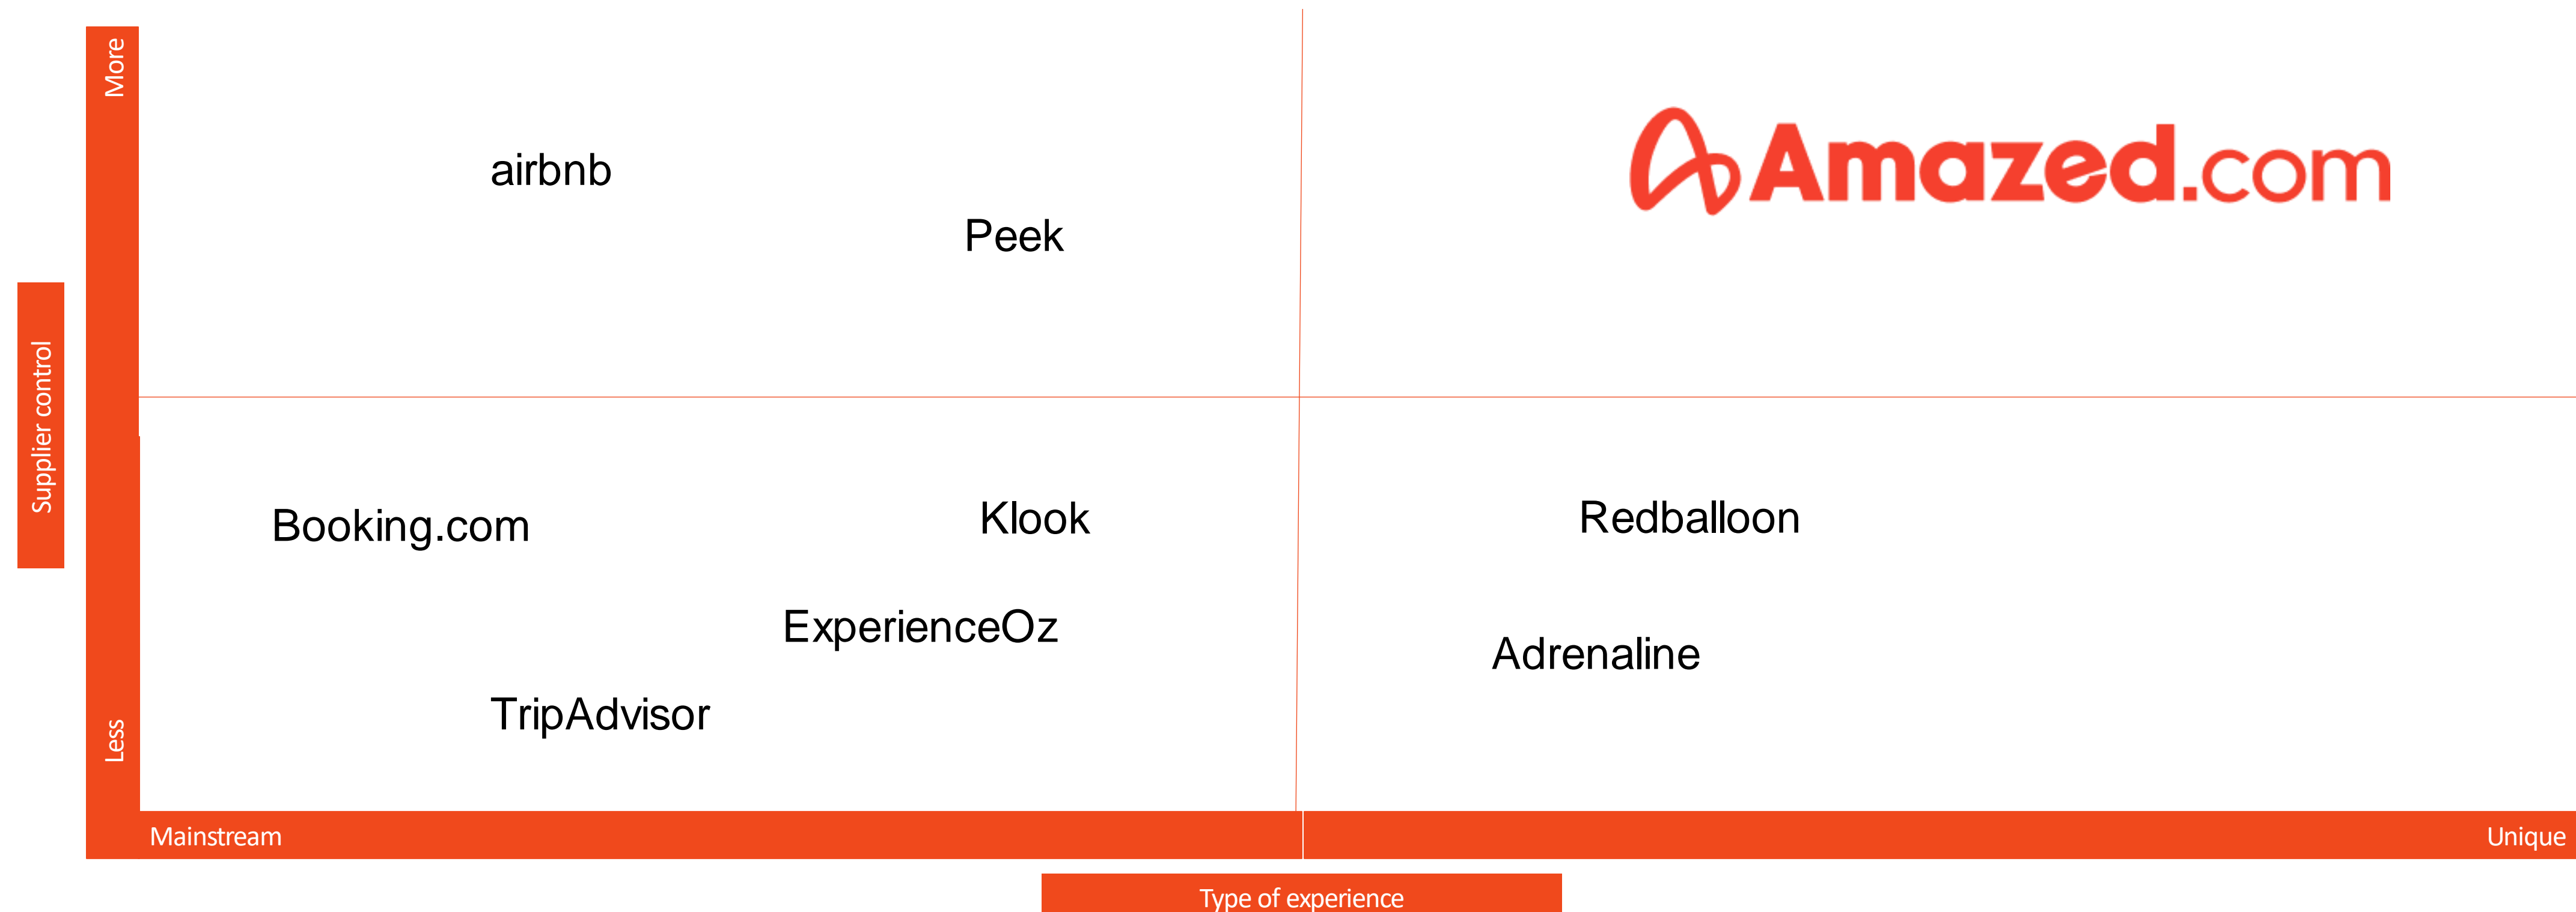 More
airbnb
Amazed.com
Peek
Supplier control
Booking.com
Klook
Redballoon
ExperienceOz
Adrenaline
TripAdvisor
Less
Mainstream
Unique
Type of experience